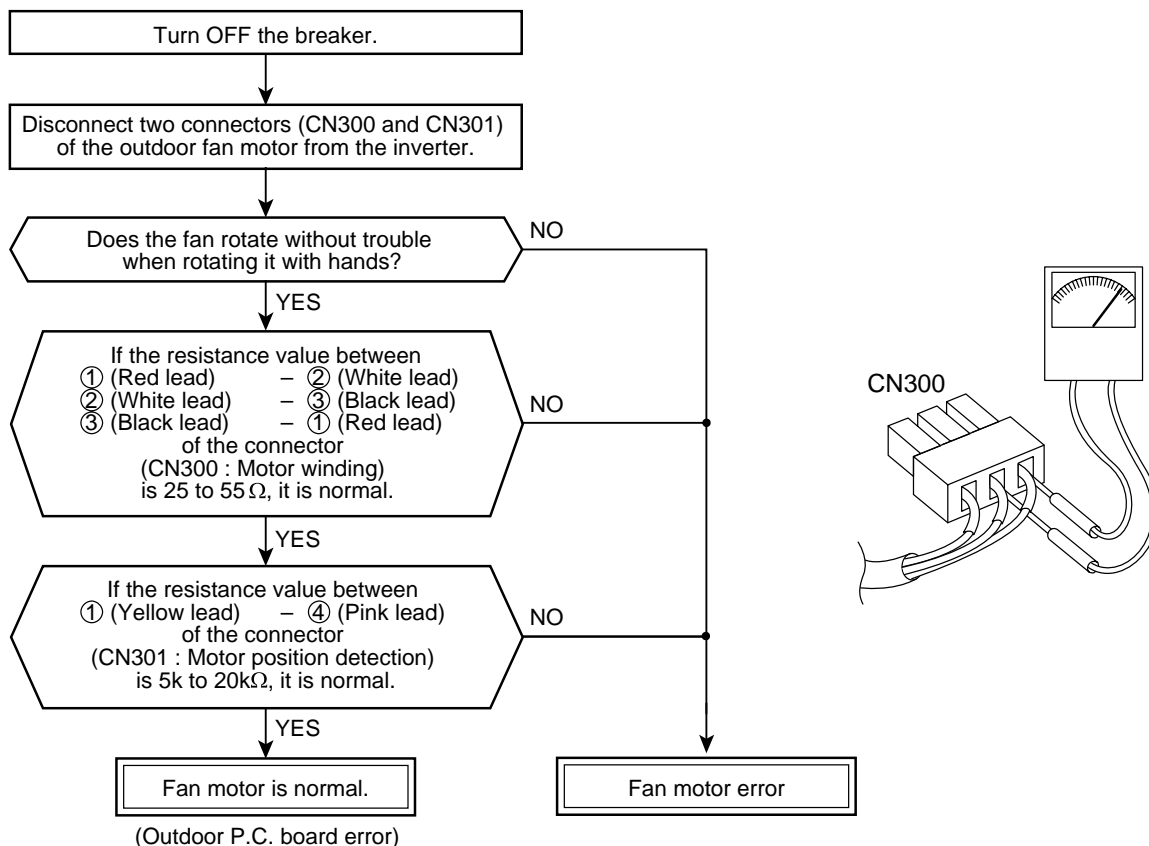 Turn OFF the breaker.
Disconnect two connectors (CN300 and CN301)
of the outdoor fan motor from the inverter.
Does the fan rotate without trouble
when rotating it with hands?
NO
YES
If the resistance value between
① (Red lead) – ② (White lead)
② (White lead) – ③ (Black lead)
③ (Black lead) – ① (Red lead)
of the connector
(CN300 : Motor winding)
is 25 to 55Ω, it is normal.
NO
YES
If the resistance value between
① (Yellow lead) – ④ (Pink lead)
of the connector
(CN301 : Motor position detection)
is 5k to 20kΩ, it is normal.
NO
YES
Fan motor is normal.
(Outdoor P.C. board error)
Fan motor error
CN300